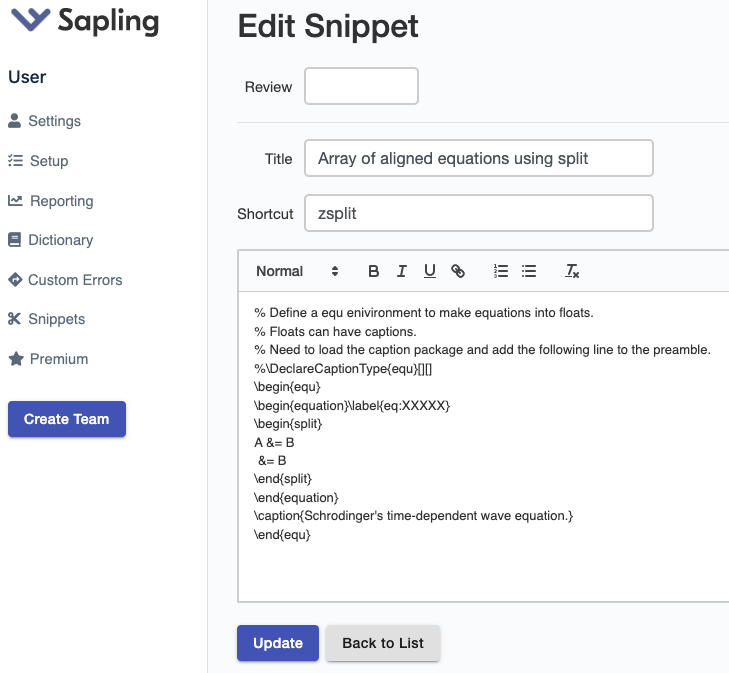 Sapling
User
Settings
Setup
Reporting
Dictionary
Custom Errors
Snippets
Premium
Create Team
Edit Snippet
Review
Title Array of aligned equations using split
Shortcut zsplit
Normal B I U Tx
% Define a equ enivironment to make equations into floats.
% Floats can have captions.
% Need to load the caption package and add the following line to the preamble.
%\DeclareCaptionType{equ}[][]
\begin{equ}
\begin{equation}\label{eq:XXXXX}
\begin{split}
A &= B
&= B
\end{split}
\end{equation}
\caption{Schrodinger's time-dependent wave equation.}
\end{equ}
Update Back to List